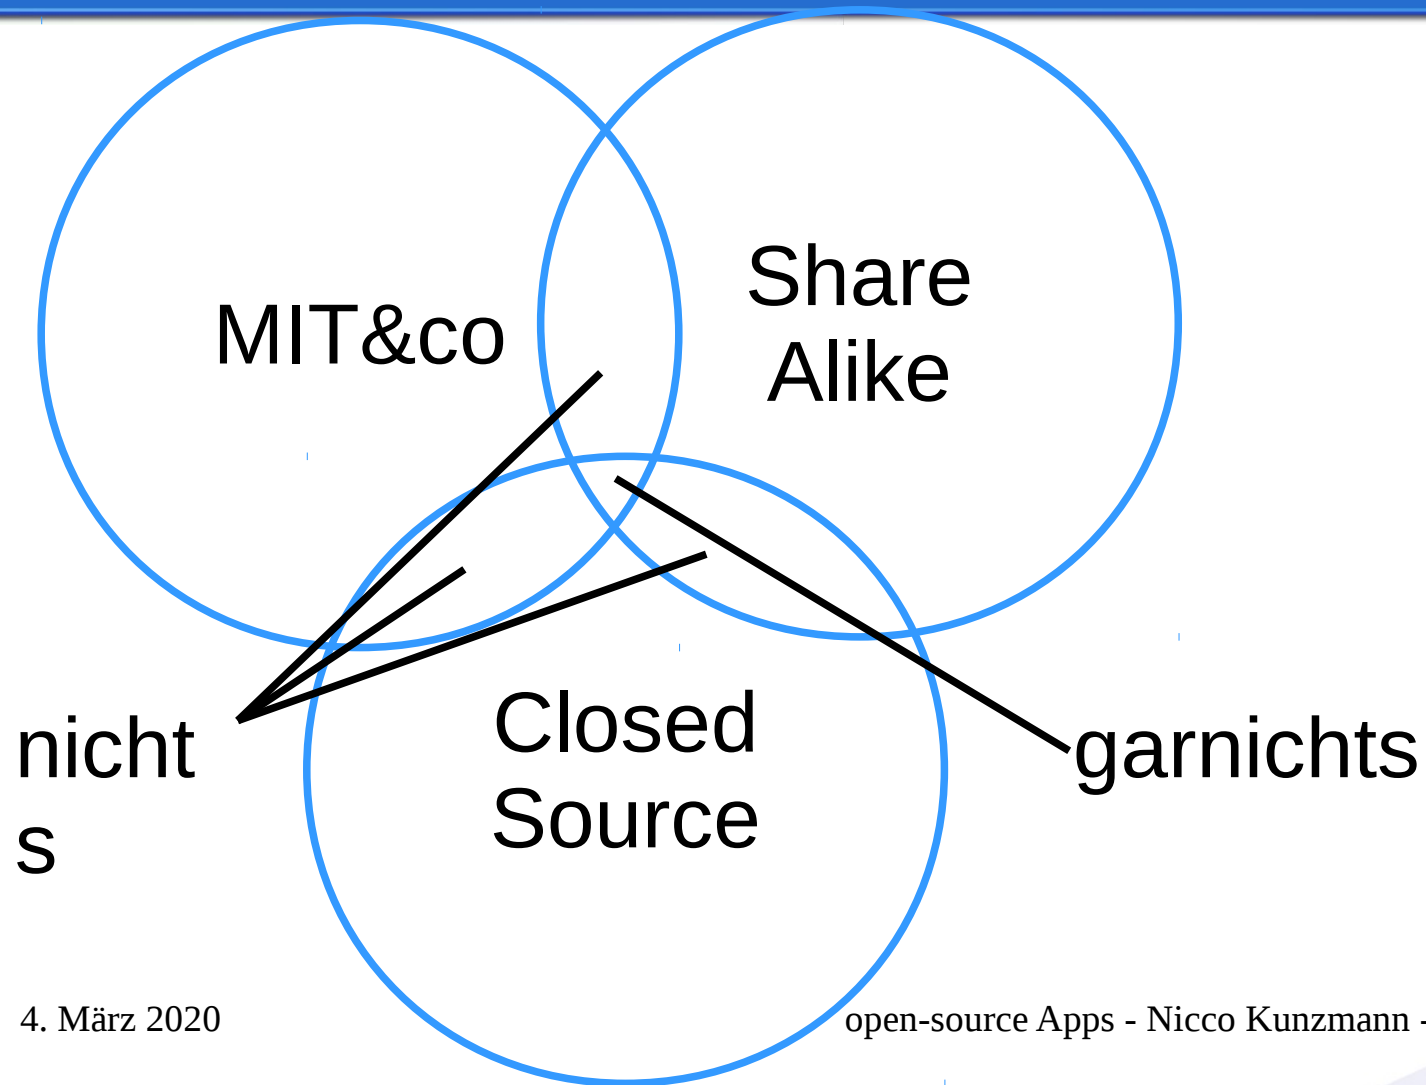 MIT&co
Share
Alike
nicht
s
Closed
Source
garnichts
4. März 2020
open-source Apps - Nicco Kunzmann -